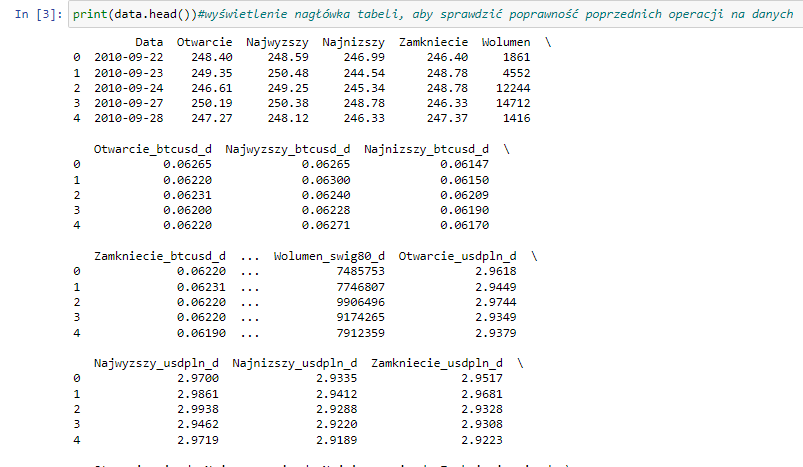 In [3]: print(data.head())#wyświetlenie nagłówka tabeli, aby sprawdzić poprawność poprzednich operacji na danych
Data Otwarcie Najwyzszy Najnizszy Zamkniecie Wolumen \
0 2010-09-22 248.40 248.59 246.99 246.40 1861
1 2010-09-23 249.35 250.48 244.54 248.78 4552
2 2010-09-24 246.61 249.25 245.34 248.78 12244
3 2010-09-27 250.19 250.38 248.78 246.33 14712
4 2010-09-28 247.27 248.12 246.33 247.37 1416
Otwarcie_btcusd_d Najwyzszy_btcusd_d Najnizszy_btcusd_d \
0 0.06265 0.06265 0.06147
1 0.06220 0.06300 0.06150
2 0.06231 0.06240 0.06209
3 0.06200 0.06228 0.06190
4 0.06220 0.06271 0.06170
Zamkniecie_btcusd_d ... Wolumen_swig80_d Otwarcie_usdpln_d \
0 0.06220 ... 7485753 2.9618
1 0.06231 ... 7746807 2.9449
2 0.06220 ... 9906496 2.9744
3 0.06220 ... 9174265 2.9349
4 0.06190 ... 7912359 2.9379
Najwyzszy_usdpln_d Najnizszy_usdpln_d Zamkniecie_usdpln_d \
0 2.9700 2.9335 2.9517
1 2.9861 2.9412 2.9681
2 2.9938 2.9288 2.9328
3 2.9462 2.9220 2.9308
4 2.9719 2.9189 2.9223